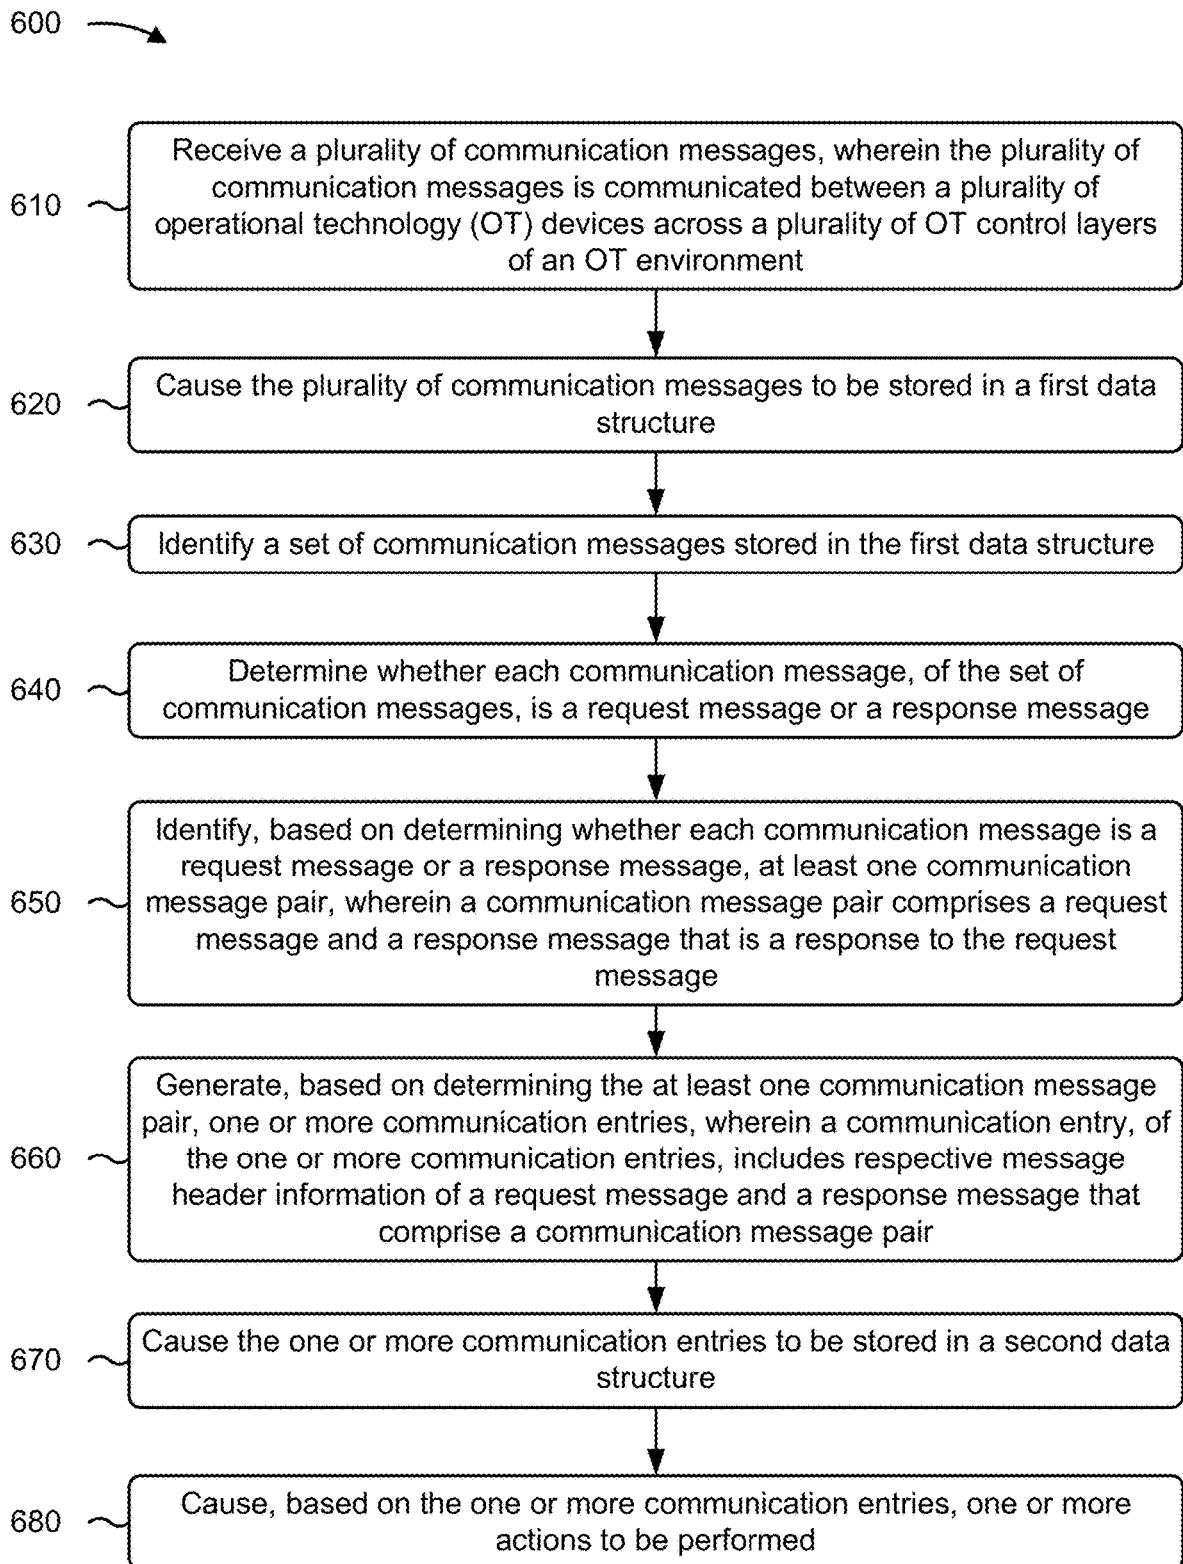 600
610
Receive a plurality of communication messages, wherein the plurality of
communication messages is communicated between a plurality of
operational technology (OT) devices across a plurality of OT control layers
of an OT environment
620
Cause the plurality of communication messages to be stored in a first data
structure
630
Identify a set of communication messages stored in the first data structure
640
Determine whether each communication message, of the set of
communication messages, is a request message or a response message
650
Identify, based on determining whether each communication message is a
request message or a response message, at least one communication
message pair, wherein a communication message pair comprises a request
message and a response message that is a response to the request
message
660
Generate, based on determining the at least one communication message
pair, one or more communication entries, wherein a communication entry, of
the one or more communication entries, includes respective message
header information of a request message and a response message that
comprise a communication message pair
670
Cause the one or more communication entries to be stored in a second data
structure
680
Cause, based on the one or more communication entries, one or more
actions to be performed